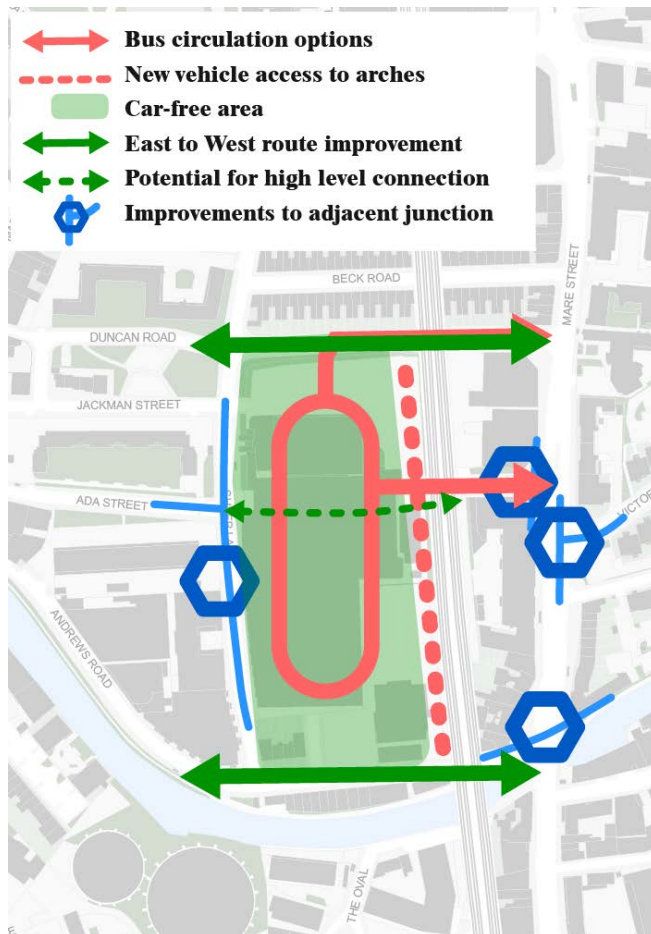 Bus circulation options
New vehicle access to arches
Car-free area
East to West route improvement
Potential for high level connection
Improvements to adjacent junction
BECK ROAD
MARE STREET
DUNCAN ROAD
JACKMAN STREET
ADA STREET
ANDREWS ROAD
THE OVAL